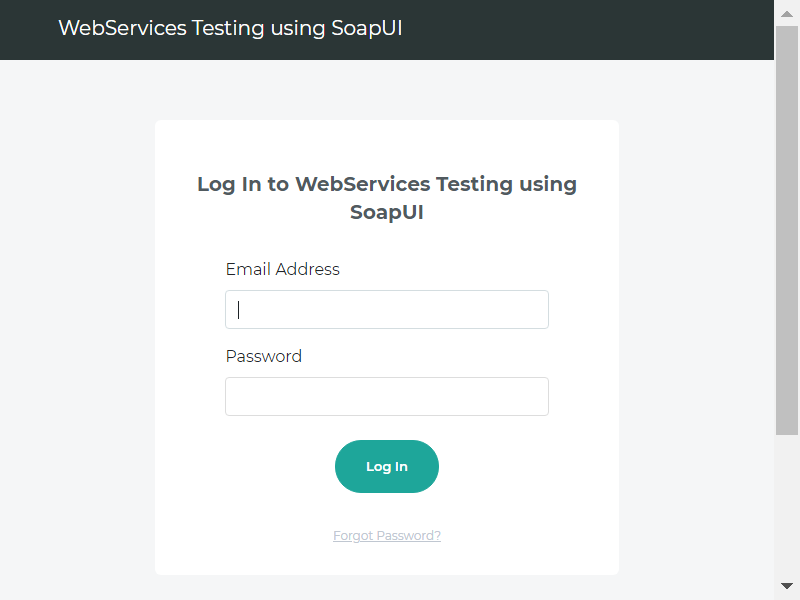 WebServices Testing using SoapUI
Log In to WebServices Testing using
SoapUI
Email Address
Password
Log In
Forgot Password?